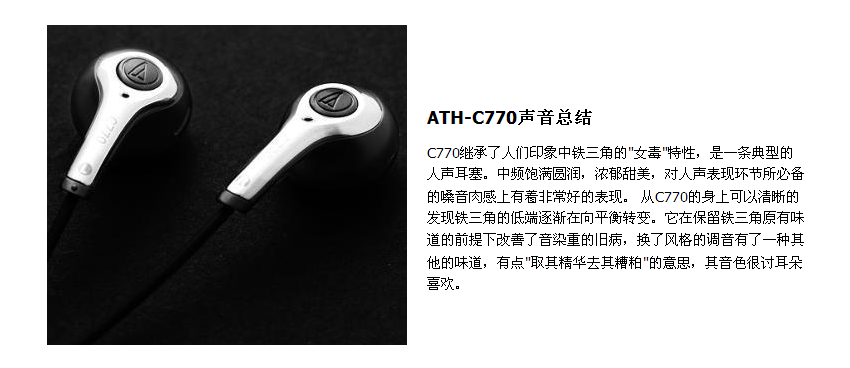 ATH-C770声音总结
C770继承了人们印象中铁三角的"女毒"特性，是一条典型的
人声耳塞。中频饱满圆润，浓郁甜美，对人声表现环节所必备
的嗓音肉感上有着非常好的表现。 从C770的身上可以清晰的
发现铁三角的低端逐渐在向平衡转变。它在保留铁三角原有味
道的前提下改善了音染重的旧病，换了风格的调音有了一种其
他的味道，有点"取其精华去其糟粕"的意思，其音色很讨耳朵
喜欢。